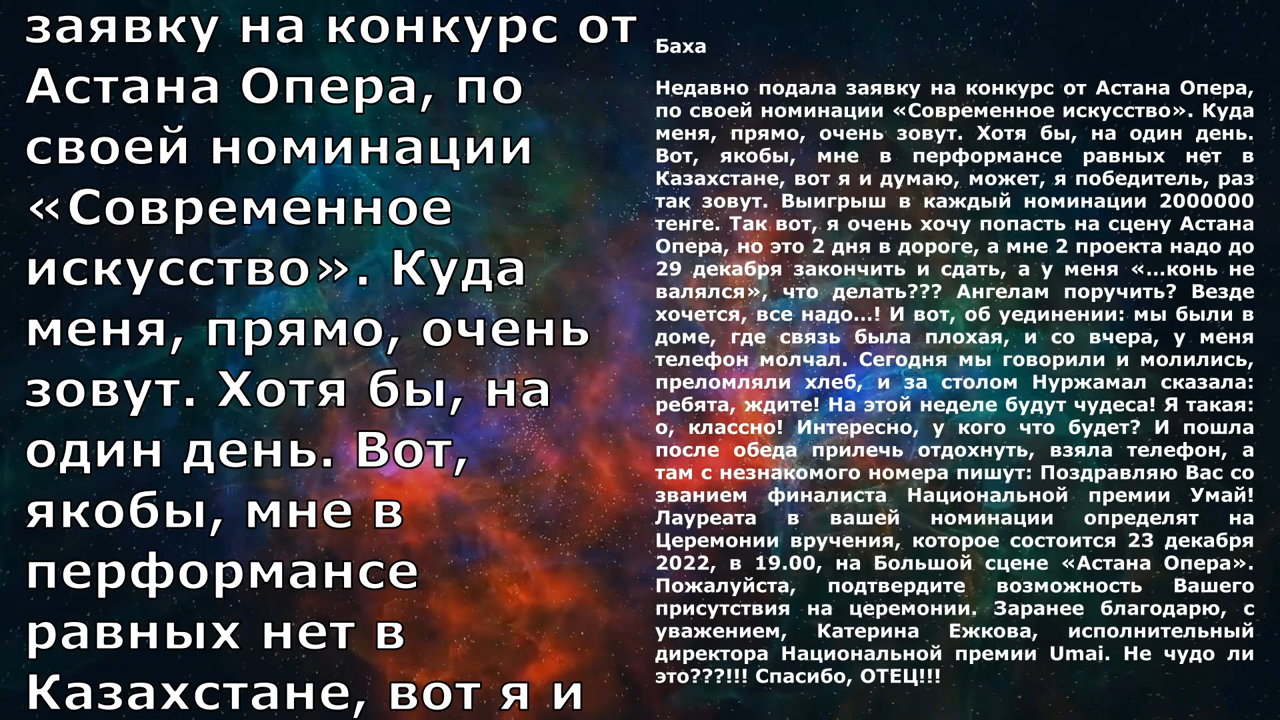 заявку на конкурс от
Астана Опера, по
своей номинации
«Современное
искусство». Куда
меня, прямо, очень
зовут. Хотя бы, на
один день. Вот,
якобы, мне в
перформансе
равных нет в
Казахстане, вот я и
Баха
Недавно подала заявку на конкурс от Астана Опера,
по своей номинации «Современное искусство». Куда
меня, прямо, очень зовут. Хотя бы, на один день.
Вот, якобы, мне в перформансе равных нет в
Казахстане, вот я и думаю, может, я победитель, раз
так зовут. Выигрыш в каждый номинации 2000000
тенге. Так вот, я очень хочу попасть на сцену Астана
Опера, но это 2 дня в дороге, а мне 2 проекта надо до
29 декабря закончить и сдать, а у меня «...конь не
валялся», что делать??? Ангелам поручить? Везде
хочется, все надо...! И вот, об уединении: мы были в
доме, где связь была плохая, и со вчера, у меня
телефон молчал. Сегодня мы говорили и молились,
преломляли хлеб, и за столом Нуржамал сказала:
ребята, ждите! На этой неделе будут чудеса! Я такая:
о, классно! Интересно, у кого что будет? И пошла
после обеда прилечь отдохнуть, взяла телефон, а
там с незнакомого номера пишут: Поздравляю Вас со
званием финалиста Национальной премии Умай!
Лауреата в вашей номинации определят на
Церемонии вручения, которое состоится 23 декабря
2022, в 19.00, на Большой сцене «Астана Опера».
Пожалуйста, подтвердите возможность Вашего
присутствия на церемонии. Заранее благодарю, с
уважением, Катерина Ежкова, исполнительный
директора Национальной премии Umai. Не чудо ли
это???!!! Спасибо, ОТЕЦ!!!